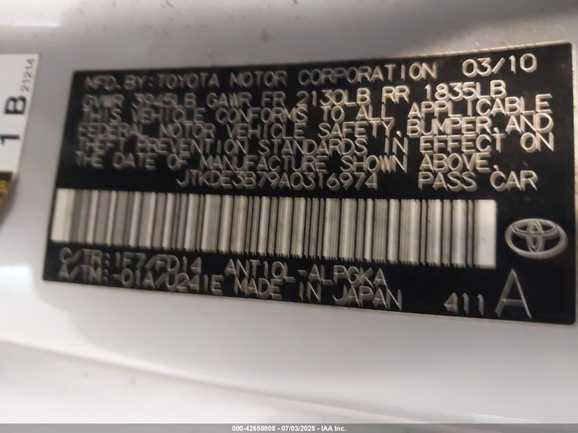 1 B 21214
MFD. BY: TOYOTA MOTOR CORPORATION 03/10
GVWR 3945LB GAWR FR 2130LB RR 1835LB
THIS VEHICLE CONFORMS TO ALL APPLICABLE
FEDERAL MOTOR VEHICLE SAFETY, BUMPER, AND
THEFT PREVENTION STANDARDS IN EFFECT ON
THE DATE OF MANUFACTURE SHOWN ABOVE.
JTKDE3B79A0316974 PASS CAR
C/TR: 1F7/FD14 ANT10L-ALPGKA
A/TM: -01A/U241E MADE IN JAPAN 411 A
TOYOTA
000-42658808 | 07/03/2025 - IAA Inc.